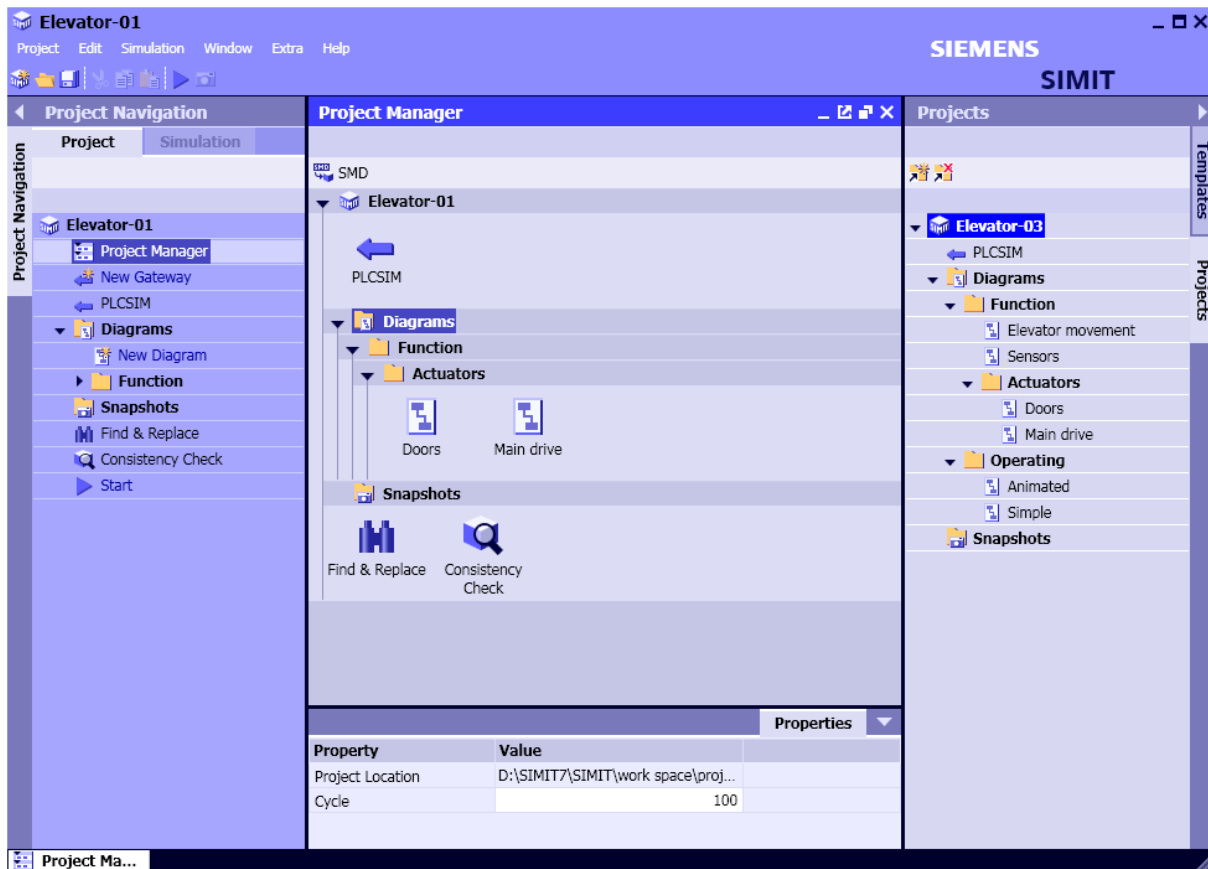 Elevator-01
Project Edit Simulation Window Extra Help
SIEMENS
SIMIT
Project Navigation
Project Navigation
Project Simulation
Elevator-01
Project Manager
New Gateway
PLCSIM
Diagrams
New Diagram
Function
Snapshots
Find & Replace
Consistency Check
Start
Project Manager
SMD
Elevator-01
PLCSIM
Diagrams
Function
Actuators
Doors Main drive
Snapshots
Find & Replace Consistency
Check
Properties
Property Value
Project Location D:\SIMIT7\SIMIT\work space\proj...
Cycle 100
Projects
Elevator-03
PLCSIM
Diagrams
Function
Elevator movement
Sensors
Actuators
Doors
Main drive
Operating
Animated
Simple
Snapshots
Templates
Projects
Project Ma...